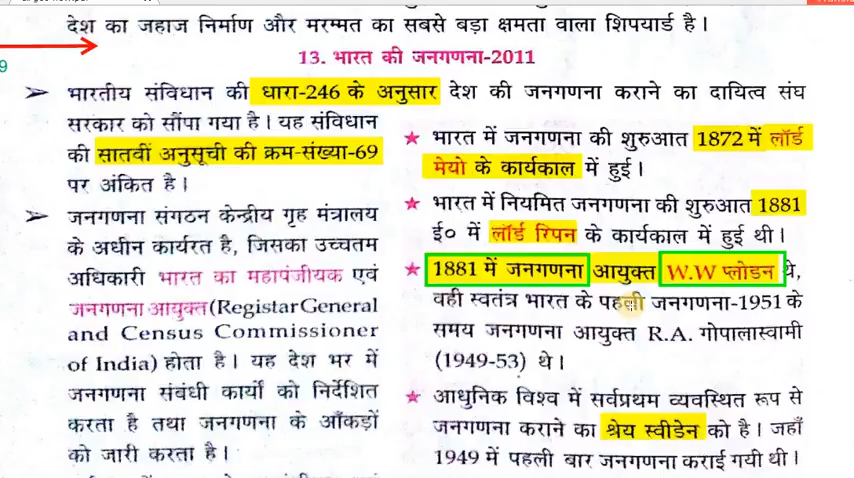 देश का जहाज निर्माण और मरम्मत का सबसे बड़ा क्षमता वाला शिपयार्ड है।
13. भारत की जनगणना-2011
➢ भारतीय संविधान की धारा-246 के अनुसार देश की जनगणना कराने का दायित्व संघ
सरकार को सौंपा गया है। यह संविधान
की सातवीं अनुसूची की क्रम-संख्या-69
पर अंकित है।
➢ जनगणना संगठन केन्द्रीय गृह मंत्रालय
के अधीन कार्यरत है, जिसका उच्चतम
अधिकारी भारत का महापंजीयक एवं
जनगणना आयुक्त (Registar General
and Census Commissioner
of India) होता है। यह देश भर में
जनगणना संबंधी कार्यों को निर्देशित
करता है तथा जनगणना के आँकड़ों
को जारी करता है।
★ भारत में जनगणना की शुरुआत 1872 में लॉर्ड
मेयो के कार्यकाल में हुई।
★ भारत में नियमित जनगणना की शुरुआत 1881
ई० में लॉर्ड रिपन के कार्यकाल में हुई थी।
★ 1881 में जनगणना आयुक्त W.W प्लोडन थे,
वही स्वतंत्र भारत के पहली जनगणना-1951 के
समय जनगणना आयुक्त R.A. गोपालास्वामी
(1949-53) थे।
★ आधुनिक विश्व में सर्वप्रथम व्यवस्थित रूप से
जनगणना कराने का श्रेय स्वीडेन को है। जहाँ
1949 में पहली बार जनगणना कराई गयी थी।
9